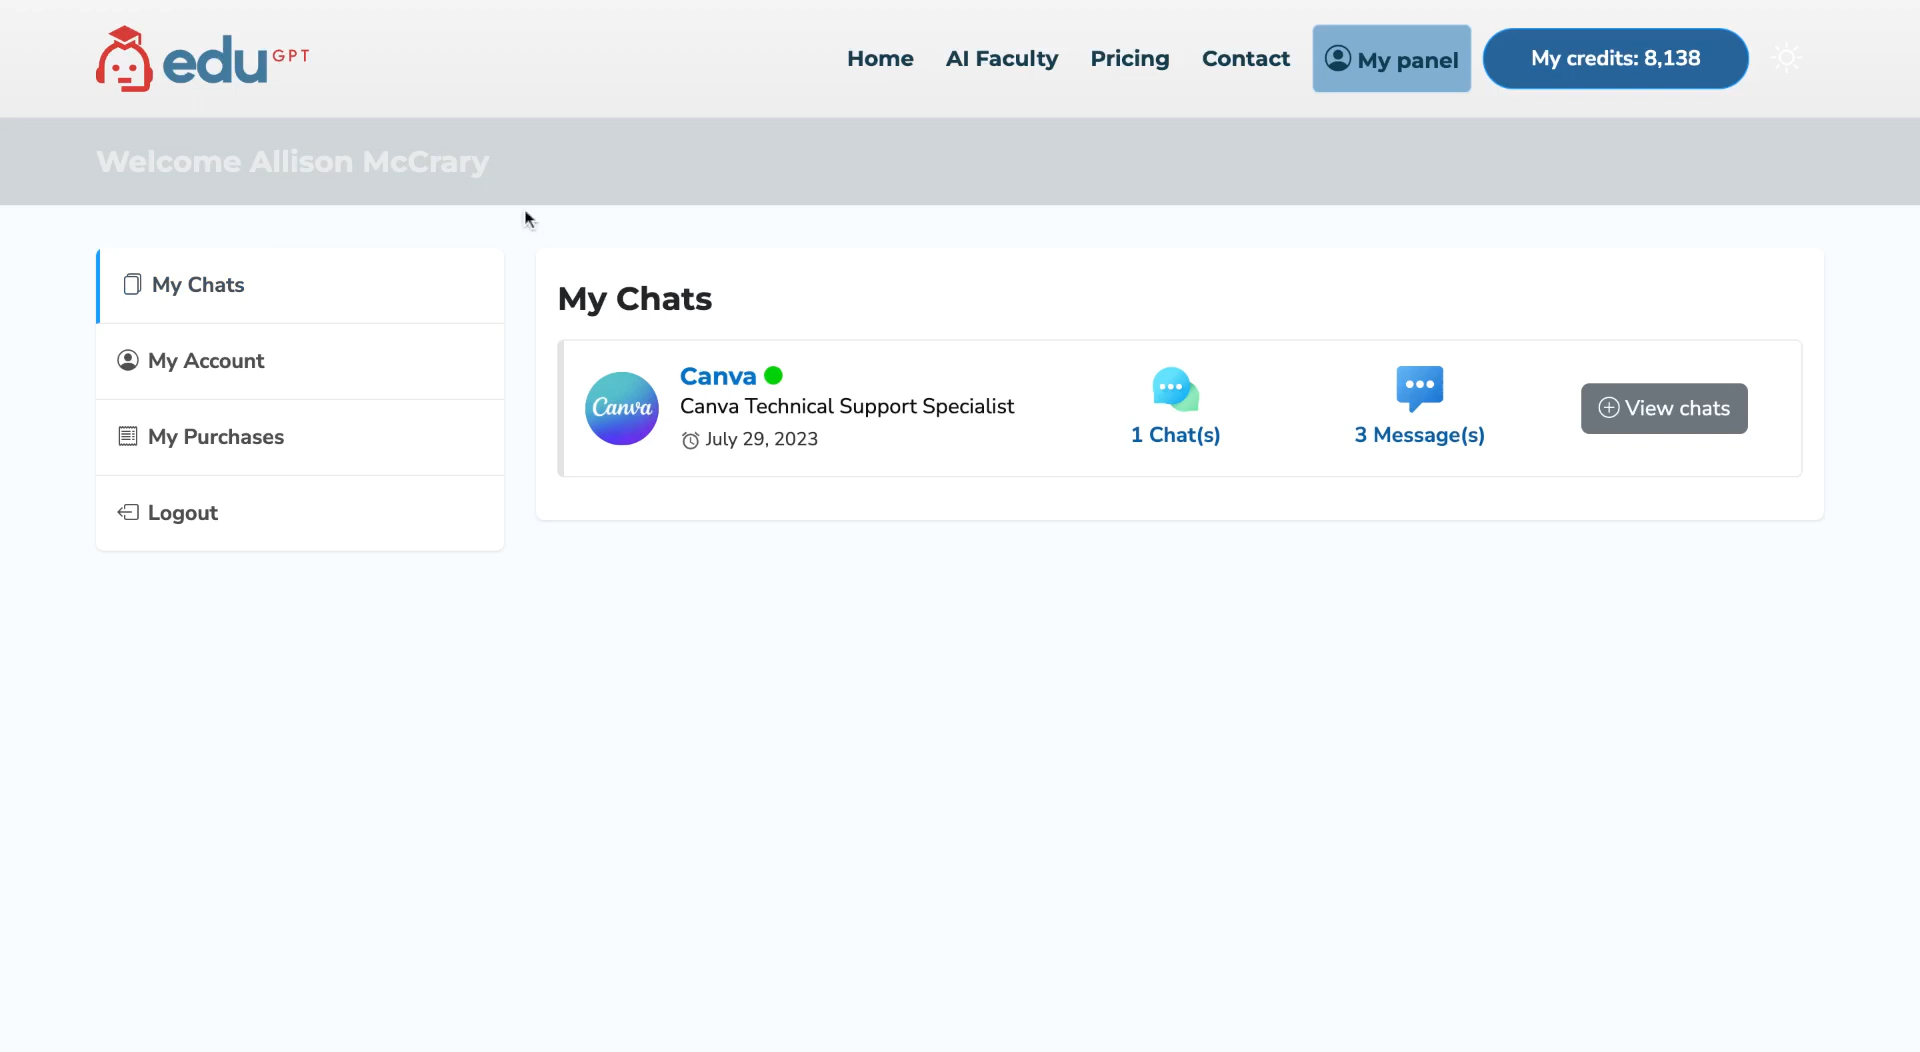 edu GPT
Home
AI Faculty
Pricing
Contact
My panel
My credits: 8,138
Welcome Allison McCrary
My Chats
My Account
My Purchases
Logout
My Chats
Canva
Canva
Canva Technical Support Specialist
July 29, 2023
1 Chat(s)
3 Message(s)
View chats